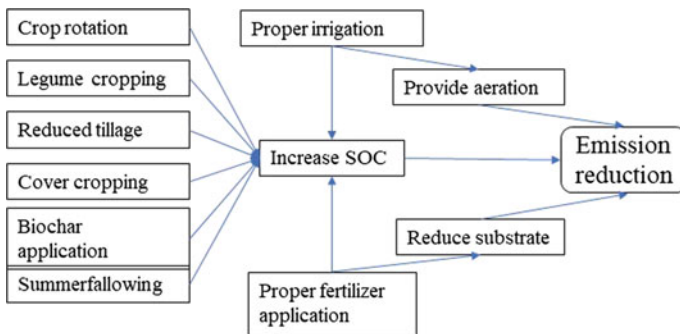 Crop rotation
Legume cropping
Reduced tillage
Cover cropping
Biochar
application
Summerfallowing
Proper irrigation
Provide aeration
Increase SOC
Emission
reduction
Reduce substrate
Proper fertilizer
application